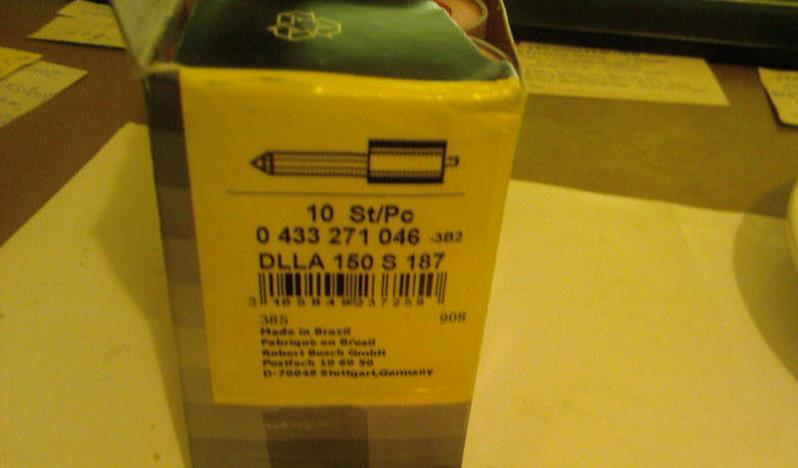 10 St/Pc
0 433 271 046 -3B2
DLLA 150 S 187
385 908
Made in Brazil
Fabriqué en Brésil
Robert Bosch GmbH
Postfach 10 60 50
D-70049 Stuttgart,Germany